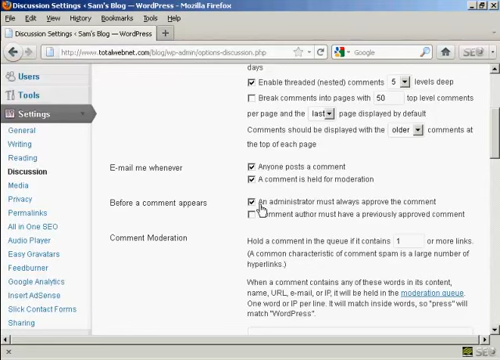 Discussion Settings ‹ Sam's Blog — WordPress - Mozilla Firefox
File Edit View History Bookmarks Tools Help
Discussion Settings ‹ Sam's Blog — WordPress
http://www.totalwebnet.com/blog/wp-admin/options-discussion.php
Google
Users
Tools
Settings
General
Writing
Reading
Discussion
Media
Privacy
Permalinks
All in One SEO
Audio Player
Easy Gravatars
Feedburner
Google Analytics
Insert AdSense
Slick Contact Forms
Sharing
days
Enable threaded (nested) comments 5 levels deep
Break comments into pages with 50 top level comments
per page and the last page displayed by default
Comments should be displayed with the older comments at
the top of each page
E-mail me whenever
Anyone posts a comment
A comment is held for moderation
Before a comment appears
An administrator must always approve the comment
Comment author must have a previously approved comment
Comment Moderation
Hold a comment in the queue if it contains 1 or more links.
(A common characteristic of comment spam is a large number of
hyperlinks.)
When a comment contains any of these words in its content,
name, URL, e-mail, or IP, it will be held in the moderation queue.
One word or IP per line. It will match inside words, so "press" will
match "WordPress".